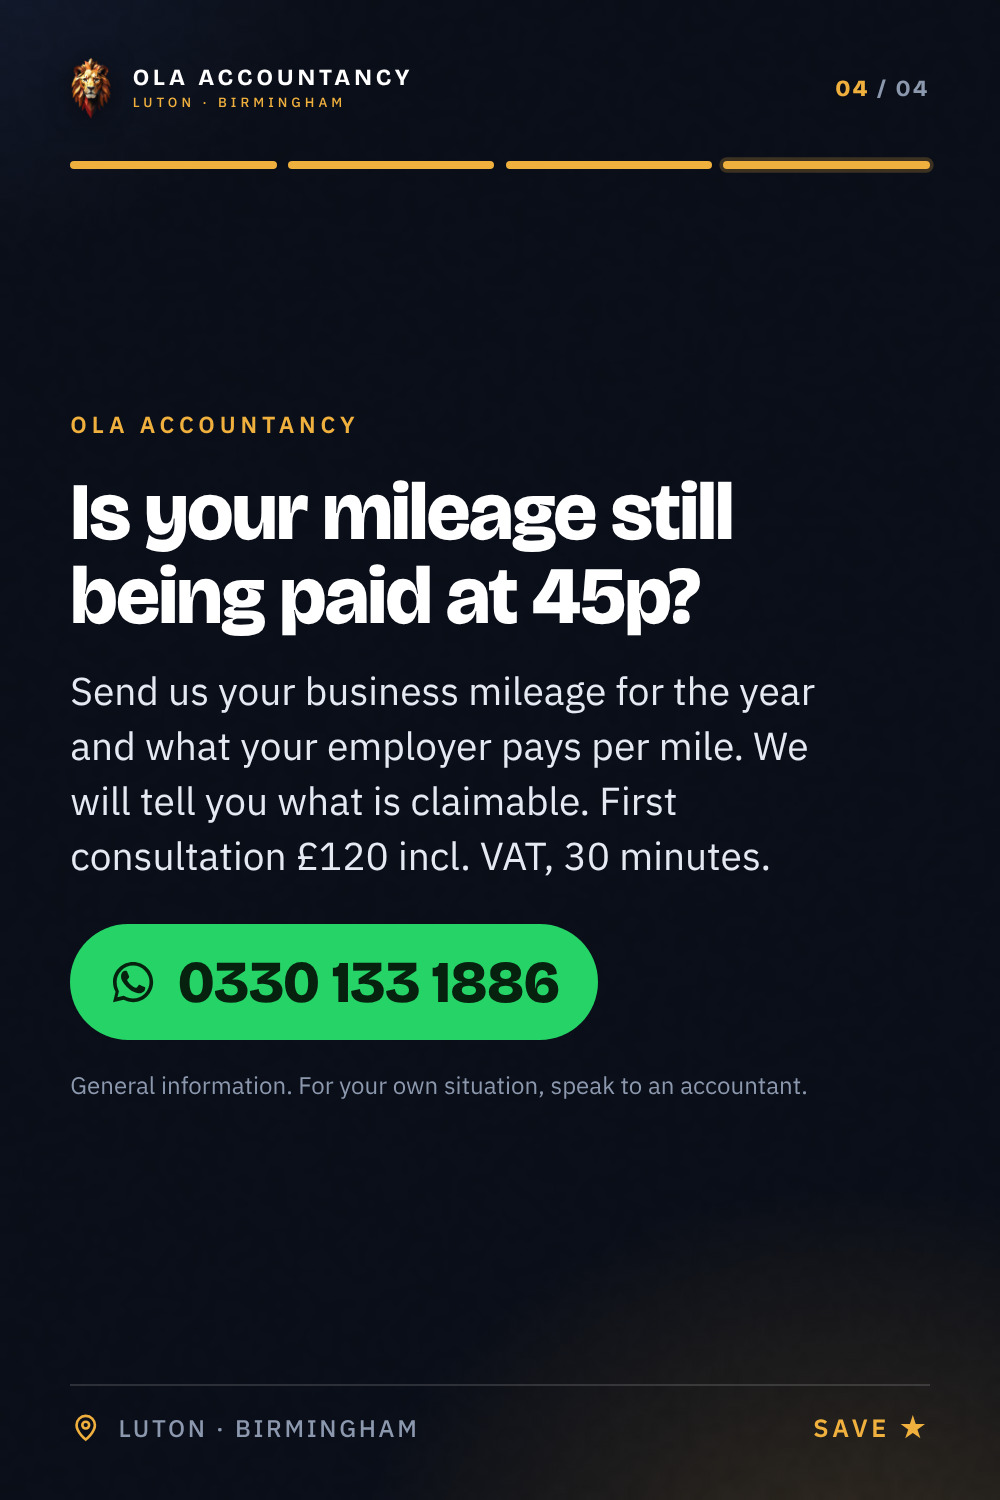 OLA ACCOUNTANCY
LUTON · BIRMINGHAM
04 / 04
OLA ACCOUNTANCY
Is your mileage still
being paid at 45p?
Send us your business mileage for the year
and what your employer pays per mile. We
will tell you what is claimable. First
consultation £120 incl. VAT, 30 minutes.
0330 133 1886
General information. For your own situation, speak to an accountant.
LUTON · BIRMINGHAM
SAVE ★